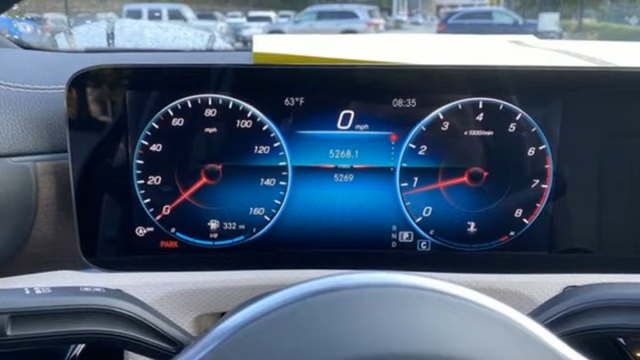 63°F
08:35
0 mph
5268.1
5269
0 20 40 60 80 100 120 140 160
mph
332 mi
PARK
0 1 2 3 4 5 6 7 8
x 1000/min
R
N P
D C